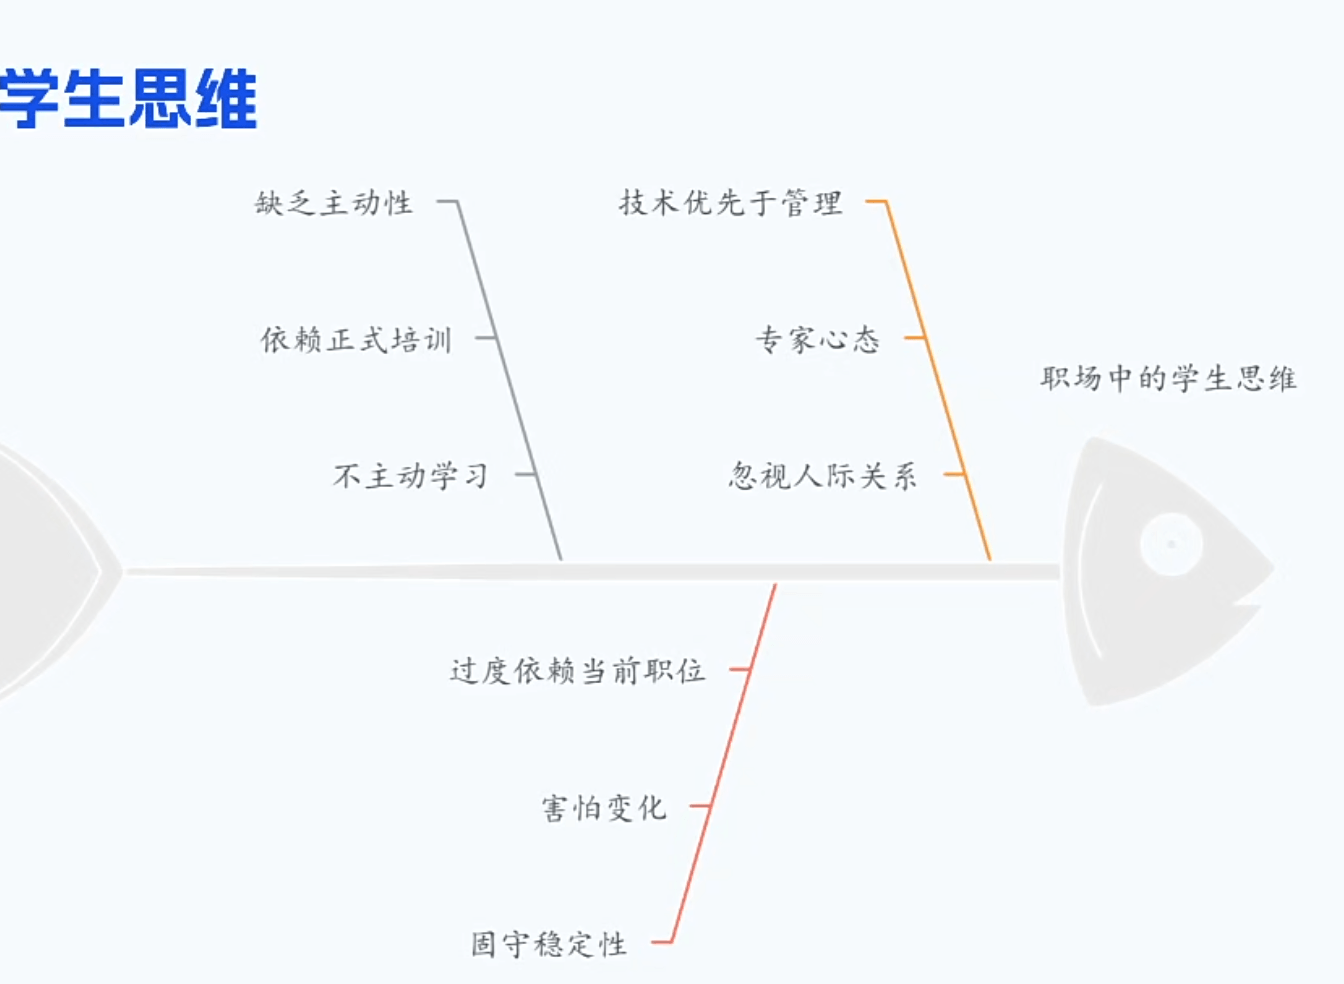 学生思维
缺乏主动性
依赖正式培训
不主动学习
技术优先于管理
专家心态
忽视人际关系
职场中的学生思维
过度依赖当前职位
害怕变化
固守稳定性